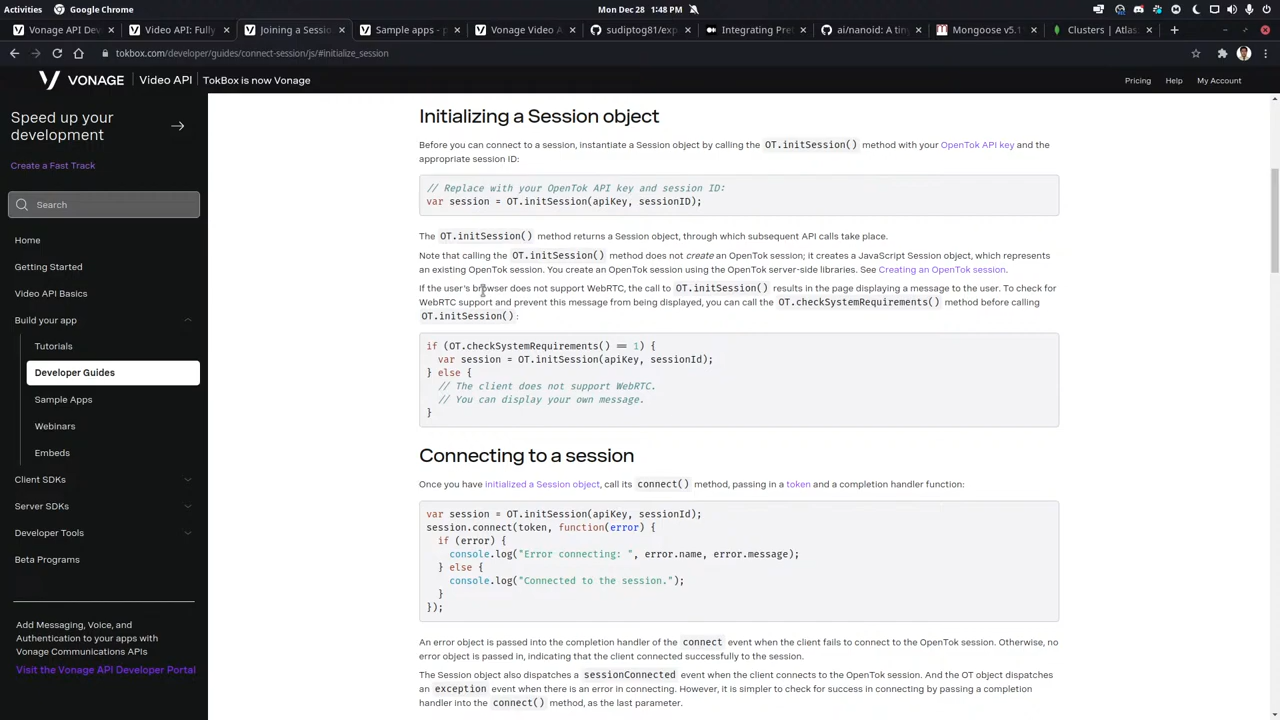 Activities
Google Chrome
Mon Dec 28 1:48 PM
Vonage API Dev
Video API: Fully
Joining a Sessio
Sample apps - p
Vonage Video A
sudiptog81/exp
Integrating Pret
ai/nanoid: A tin
Mongoose v5.1
Clusters | Atlas
tokbox.com/developer/guides/connect-session/js/#initialize_session
VONAGE Video API TokBox is now Vonage
Pricing Help My Account
Speed up your
development
Create a Fast Track
Search
Home
Getting Started
Video API Basics
Build your app
Tutorials
Developer Guides
Sample Apps
Webinars
Embeds
Client SDKs
Server SDKs
Developer Tools
Beta Programs
Add Messaging, Voice, and
Authentication to your apps with
Vonage Communications APIs
Visit the Vonage API Developer Portal
Initializing a Session object
Before you can connect to a session, instantiate a Session object by calling the OT.initSession() method with your OpenTok API key and the
appropriate session ID:
// Replace with your OpenTok API key and session ID:
var session = OT.initSession(apiKey, sessionID);
The OT.initSession() method returns a Session object, through which subsequent API calls take place.
Note that calling the OT.initSession() method does not create an OpenTok session; it creates a JavaScript Session object, which represents
an existing OpenTok session. You create an OpenTok session using the OpenTok server-side libraries. See Creating an OpenTok session.
If the user's browser does not support WebRTC, the call to OT.initSession() results in the page displaying a message to the user. To check for
WebRTC support and prevent this message from being displayed, you can call the OT.checkSystemRequirements() method before calling
OT.initSession() :
if (OT.checkSystemRequirements() == 1) {
var session = OT.initSession(apiKey, sessionId);
} else {
// The client does not support WebRTC.
// You can display your own message.
}
Connecting to a session
Once you have initialized a Session object, call its connect() method, passing in a token and a completion handler function:
var session = OT.initSession(apiKey, sessionId);
session.connect(token, function(error) {
if (error) {
console.log("Error connecting: ", error.name, error.message);
} else {
console.log("Connected to the session.");
}
});
An error object is passed into the completion handler of the connect event when the client fails to connect to the OpenTok session. Otherwise, no
error object is passed in, indicating that the client connected successfully to the session.
The Session object also dispatches a sessionConnected event when the client connects to the OpenTok session. And the OT object dispatches
an exception event when there is an error in connecting. However, it is simpler to check for success in connecting by passing a completion
handler into the connect() method, as the last parameter.